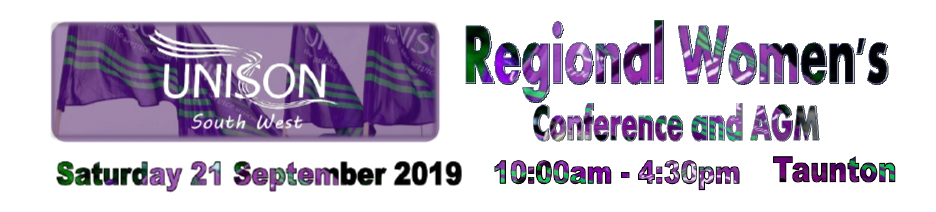 UNISON
South West
Regional Women's
Conference and AGM
Saturday 21 September 2019
10:00am - 4:30pm
Taunton